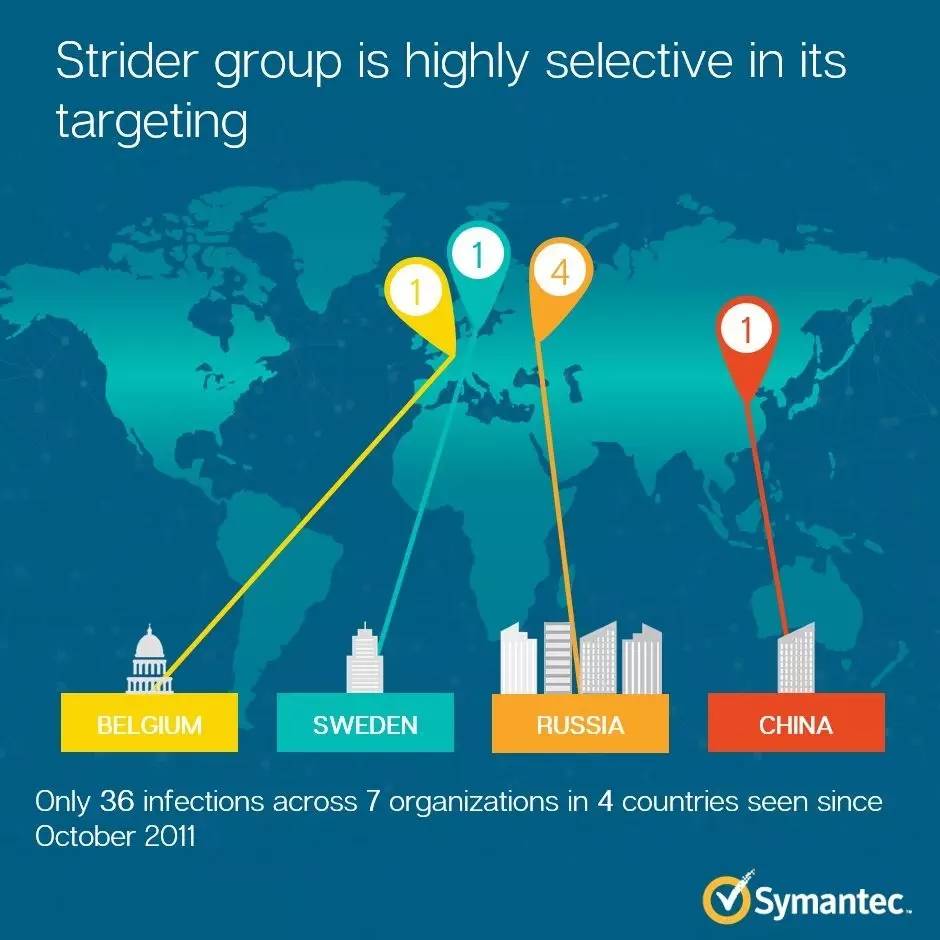 Strider group is highly selective in its
targeting
1
1
4
1
BELGIUM
SWEDEN
RUSSIA
CHINA
Only 36 infections across 7 organizations in 4 countries seen since
October 2011
Symantec™